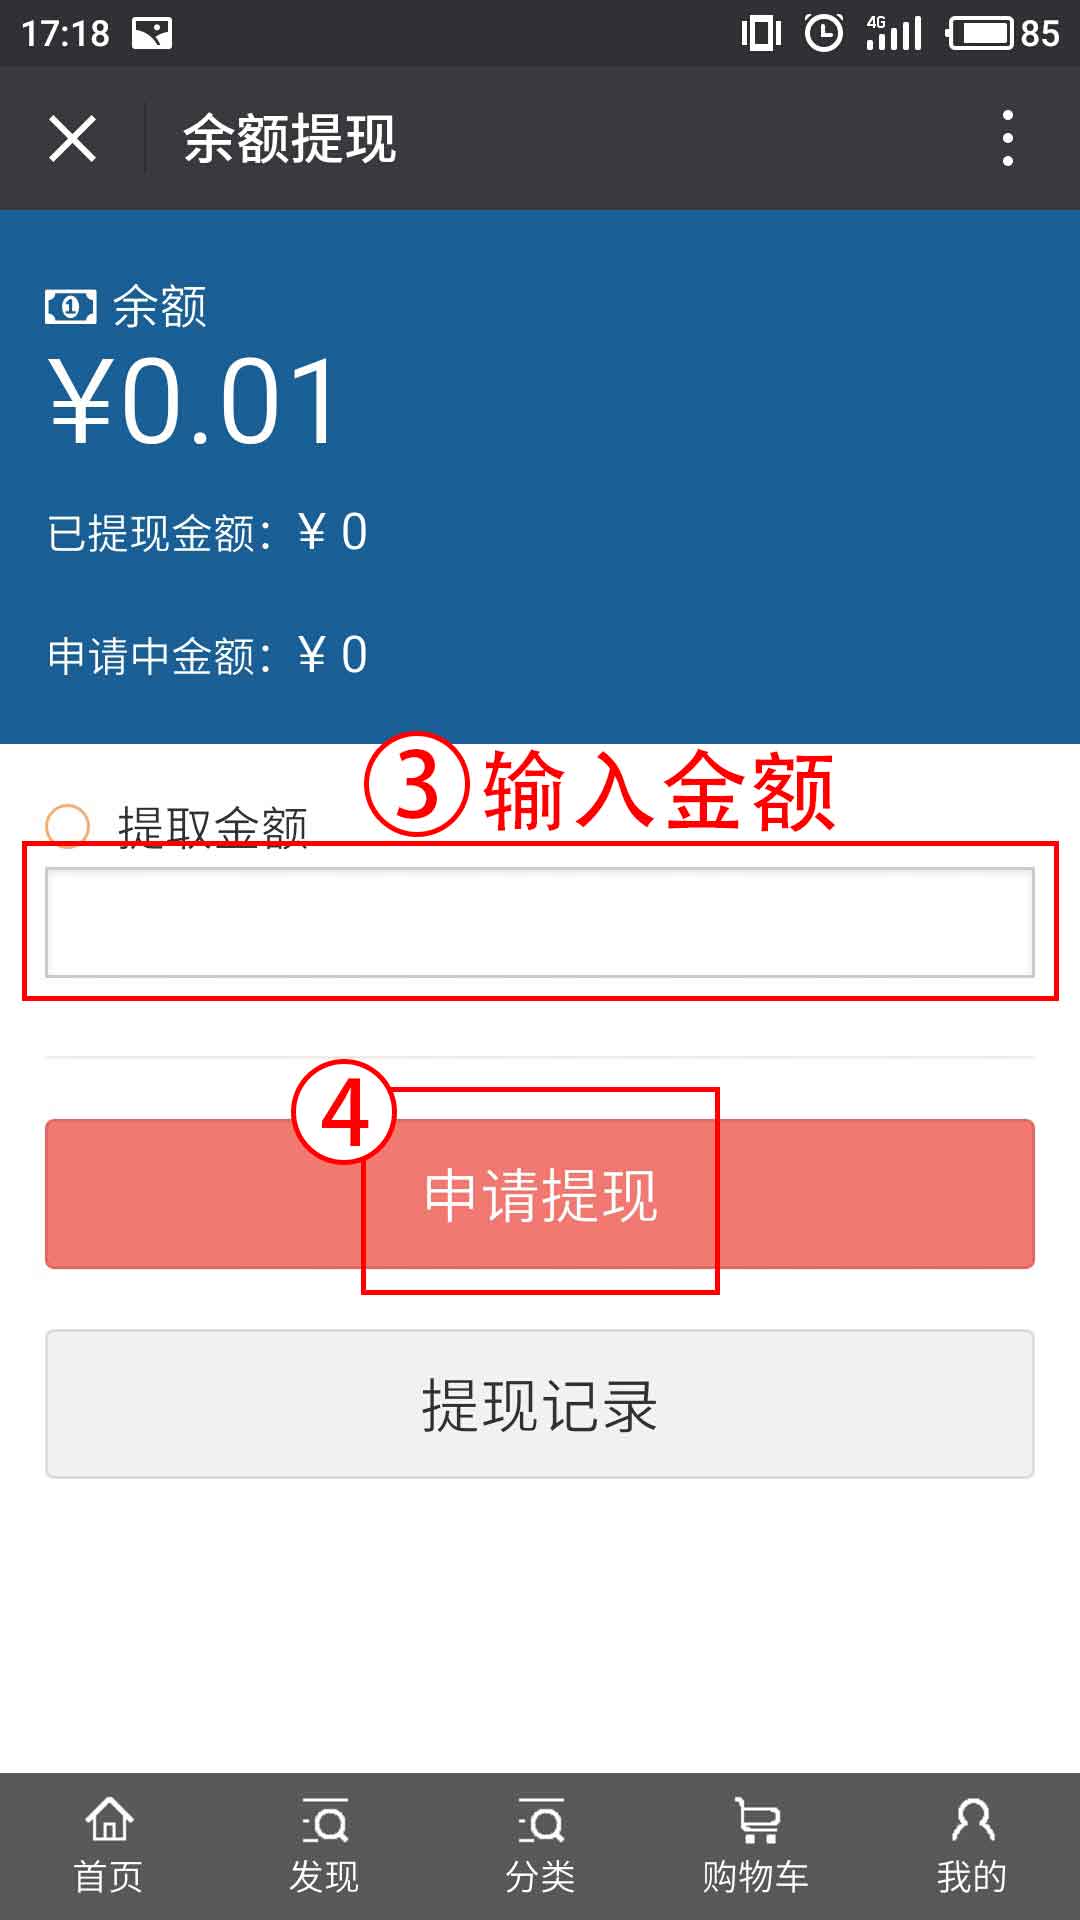 17:18
4G
85
余额提现
余额
¥0.01
已提现金额：¥ 0
申请中金额：¥ 0
③输入金额
提取金额
④
申请提现
提现记录
首页 发现 分类 购物车 我的